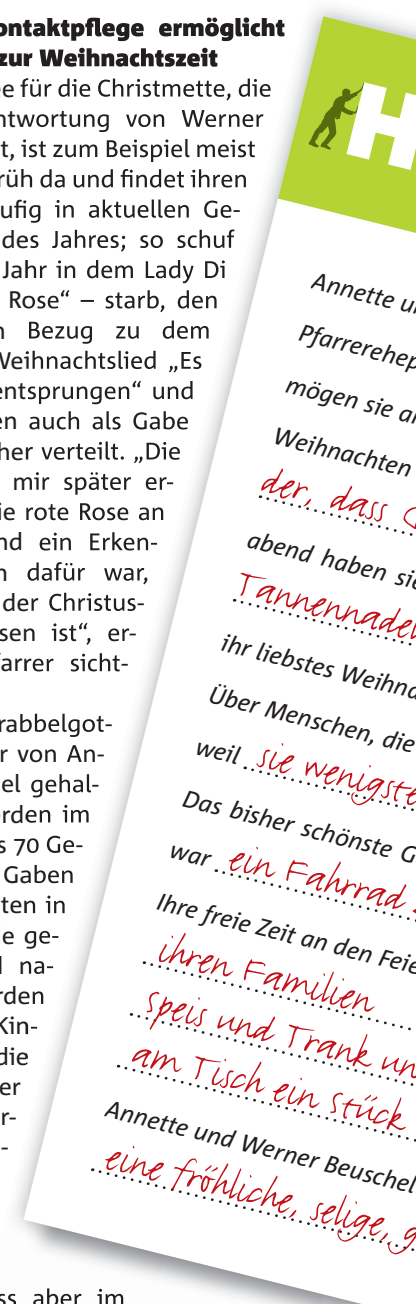 ontaktpflege ermöglicht
zur Weihnachtszeit
e für die Christmette, die
ntwortung von Werner
t, ist zum Beispiel meist
rüh da und findet ihren
ufig in aktuellen Ge-
des Jahres; so schuf
Jahr in dem Lady Di
Rose“ – starb, den
n Bezug zu dem
Weihnachtslied „Es
entsprungen“ und
en auch als Gabe
her verteilt. „Die
mir später er-
ie rote Rose an
nd ein Erken-
n dafür war,
der Christus-
sen ist“, er-
farrer sicht-
rabbelgot-
r von An-
el gehal-
erden im
s 70 Ge-
Gaben
ten in
e ge-
d na-
rden
Kin-
die
er
r-
-
ss aber im
H
Annette u
Pfarrerehep
mögen sie a
Weihnachten
der, dass
abend haben sie
Tannennadel
ihr liebstes Weihna
Über Menschen, die
weil sie wenigste
Das bisher schönste G
war ein Fahrrad
Ihre freie Zeit an den Feie
ihren Familien
Speis und Trank un
am Tisch ein Stück
Annette und Werner Beuschel
eine fröhliche, selige, g